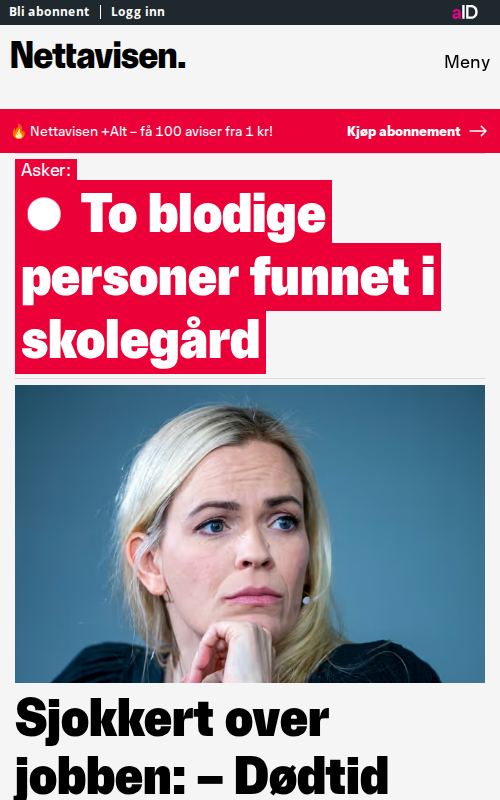 Bli abonnent | Logg inn
aID
Nettavisen.
Meny
🔥 Nettavisen +Alt – få 100 aviser fra 1 kr!
Kjøp abonnement →
Asker:
To blodige
personer funnet i
skolegård
Sjokkert over
jobben: – Dødtid